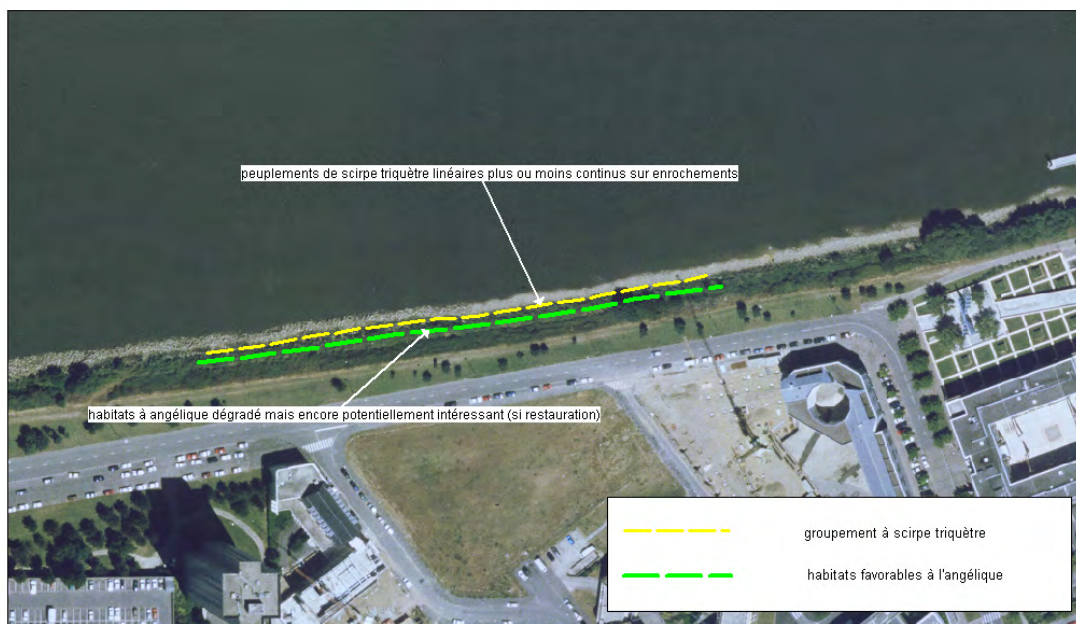 peuplements de scirpe triquètre linéaires plus ou moins continus sur enrochements
habitats à angélique dégradé mais encore potentiellement intéressant (si restauration)
groupement à scirpe triquètre
habitats favorables à l'angélique